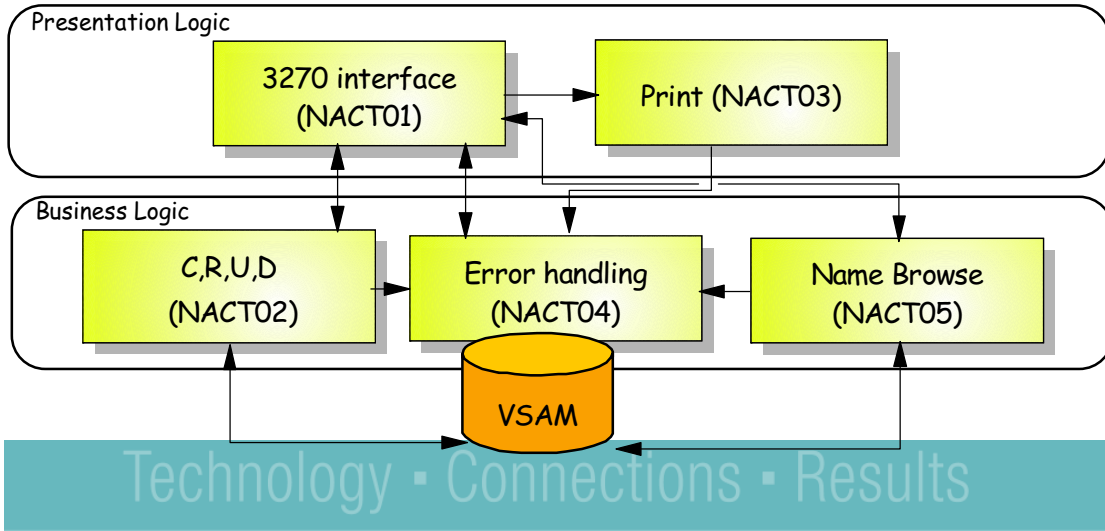 Presentation Logic
3270 interface
(NACT01)
Print (NACT03)
Business Logic
C,R,U,D
(NACT02)
Error handling
(NACT04)
Name Browse
(NACT05)
VSAM
Technology ▪ Connections ▪ Results